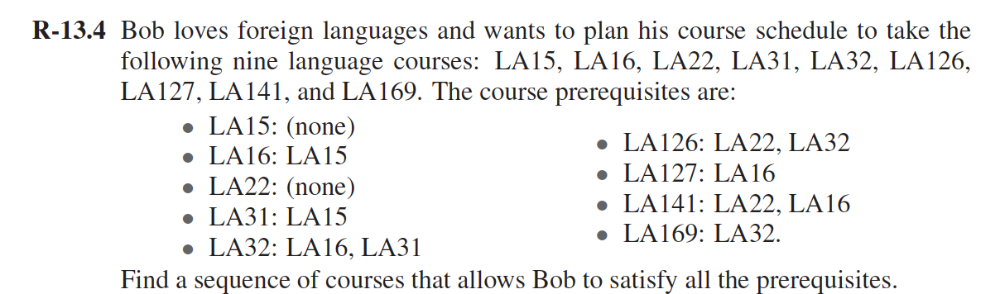 R-13.4 Bob loves foreign languages and wants to plan his course schedule to take the
following nine language courses: LA15, LA16, LA22, LA31, LA32, LA126,
LA127, LA141, and LA169. The course prerequisites are:
• LA15: (none)
• LA16: LA15
• LA22: (none)
• LA31: LA15
• LA32: LA16, LA31
• LA126: LA22, LA32
• LA127: LA16
• LA141: LA22, LA16
• LA169: LA32.
Find a sequence of courses that allows Bob to satisfy all the prerequisites.